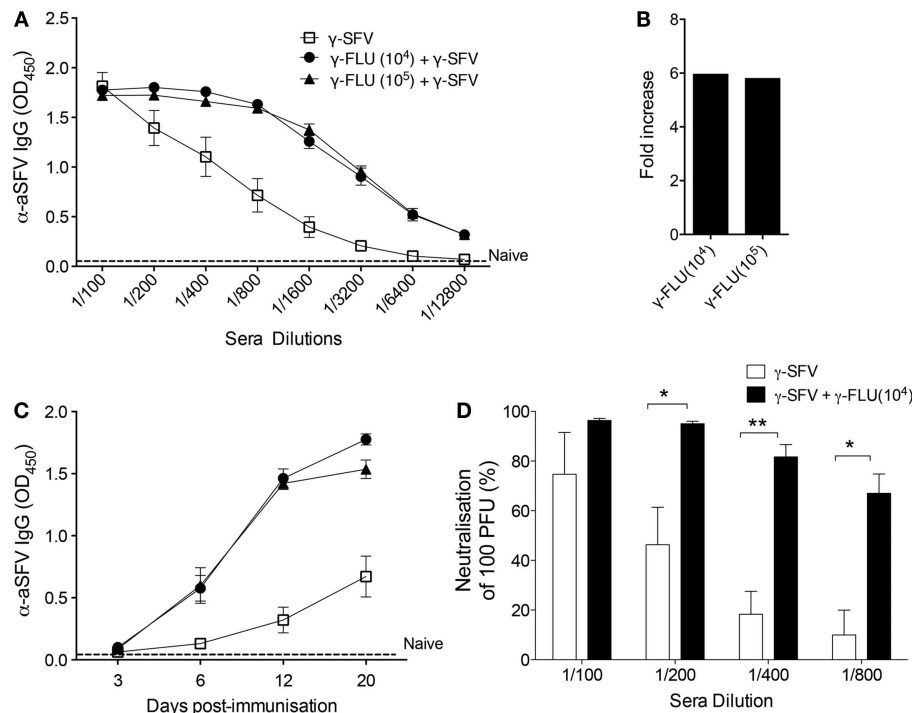 A
α-aSFV IgG (OD450)
2.0
1.5
1.0
0.5
0.0
γ-SFV
γ-FLU (10⁴) + γ-SFV
γ-FLU (10⁵) + γ-SFV
Naive
1/100
1/200
1/400
1/800
1/1600
1/3200
1/6400
1/12800
Sera Dilutions
B
Fold increase
8
6
4
2
0
γ-FLU(10⁴)
γ-FLU(10⁵)
C
α-aSFV IgG (OD450)
2.0
1.5
1.0
0.5
0.0
Naive
3
6
12
20
Days post-immunisation
D
γ-SFV
γ-SFV + γ-FLU(10⁴)
Neutralisation
of 100 PFU (%)
100
80
60
40
20
0
*
**
*
1/100
1/200
1/400
1/800
Sera Dilution